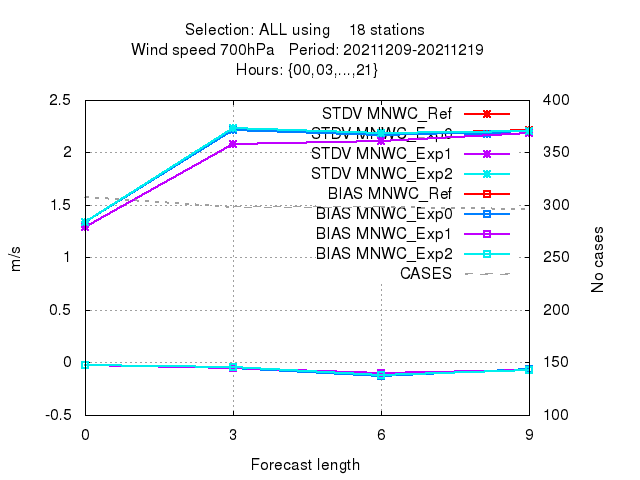 Selection: ALL using 18 stations
Wind speed 700hPa Period: 20211209-20211219
Hours: {00,03,...,21}
2.5
2
1.5
1
0.5
0
-0.5
400
350
300
250
200
150
100
0
3
6
9
m/s
No cases
Forecast length
STDV MNWC_Ref
STDV MNWC_Exp0
STDV MNWC_Exp1
STDV MNWC_Exp2
BIAS MNWC_Ref
BIAS MNWC_Exp0
BIAS MNWC_Exp1
BIAS MNWC_Exp2
CASES